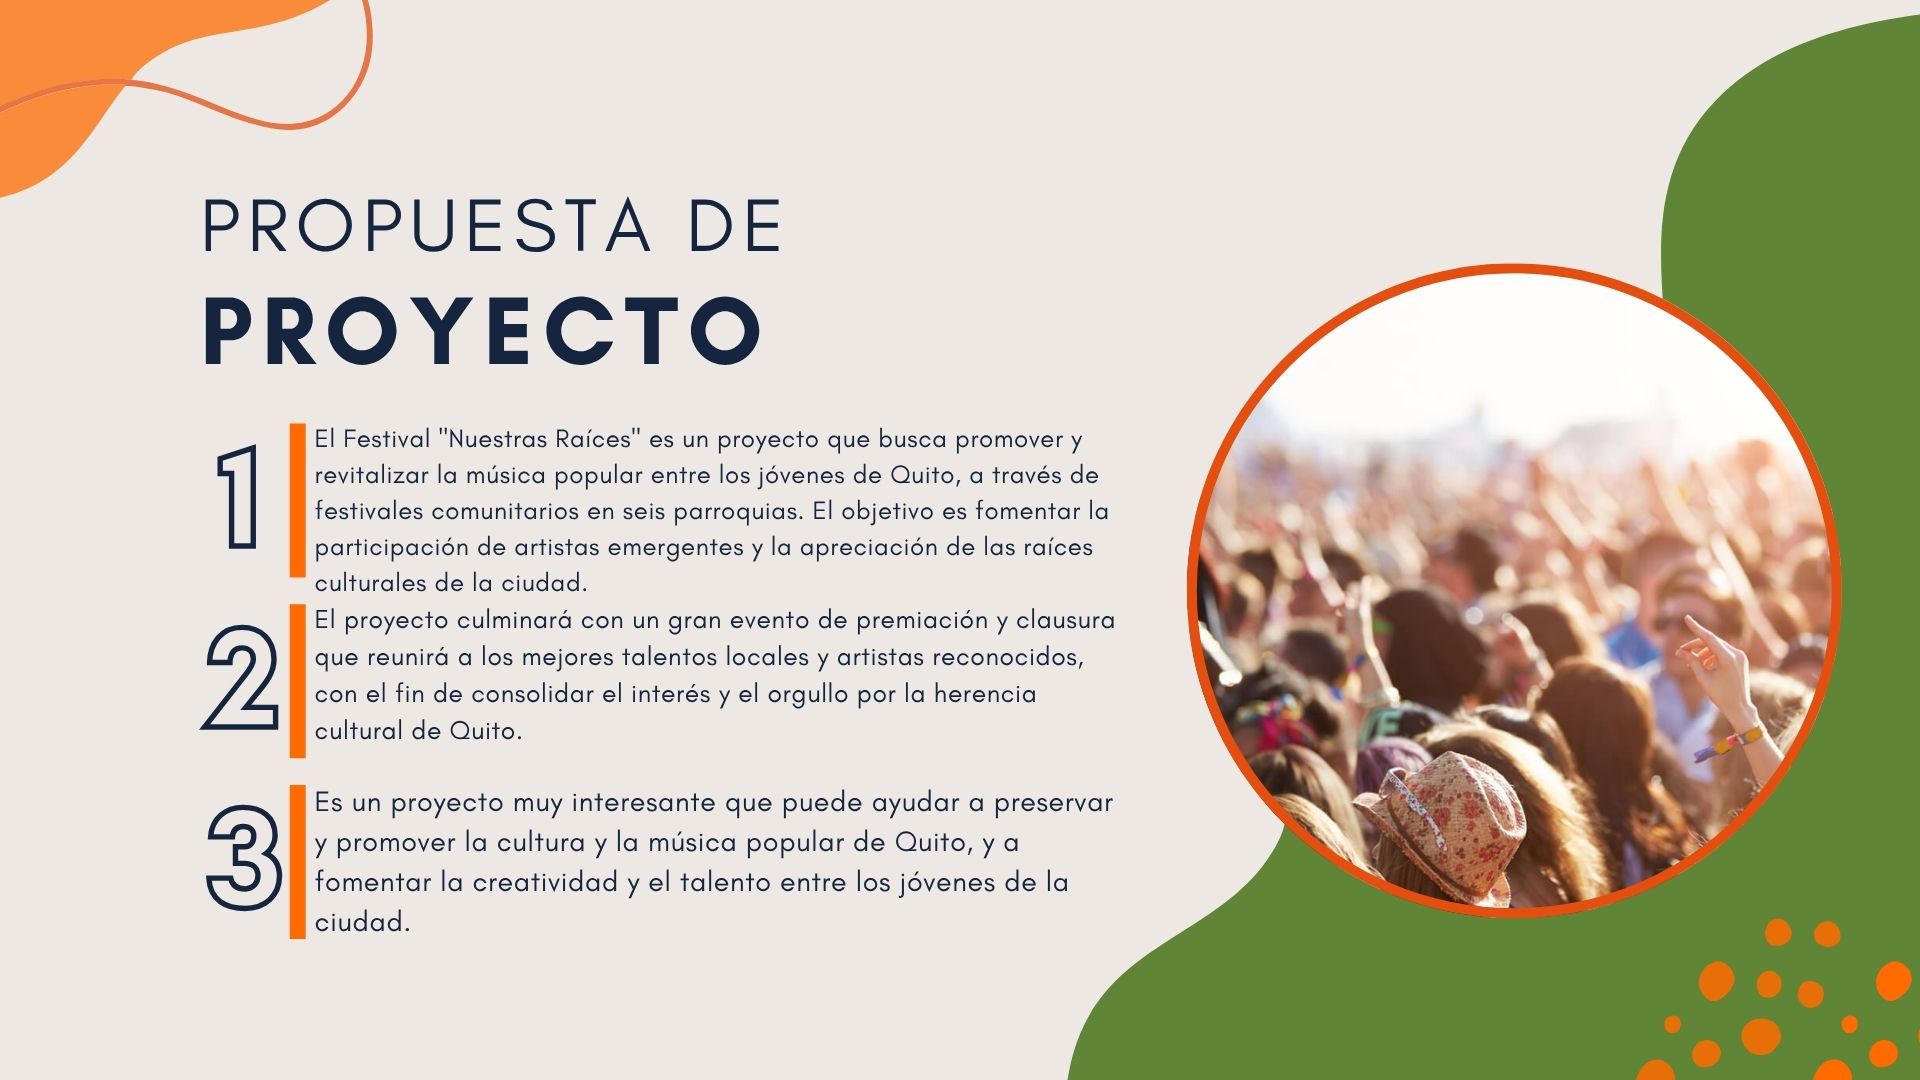 PROPUESTA DE
PROYECTO
1
El Festival "Nuestras Raíces" es un proyecto que busca promover y
revitalizar la música popular entre los jóvenes de Quito, a través de
festivales comunitarios en seis parroquias. El objetivo es fomentar la
participación de artistas emergentes y la apreciación de las raíces
culturales de la ciudad.
2
El proyecto culminará con un gran evento de premiación y clausura
que reunirá a los mejores talentos locales y artistas reconocidos,
con el fin de consolidar el interés y el orgullo por la herencia
cultural de Quito.
3
Es un proyecto muy interesante que puede ayudar a preservar
y promover la cultura y la música popular de Quito, y a
fomentar la creatividad y el talento entre los jóvenes de la
ciudad.